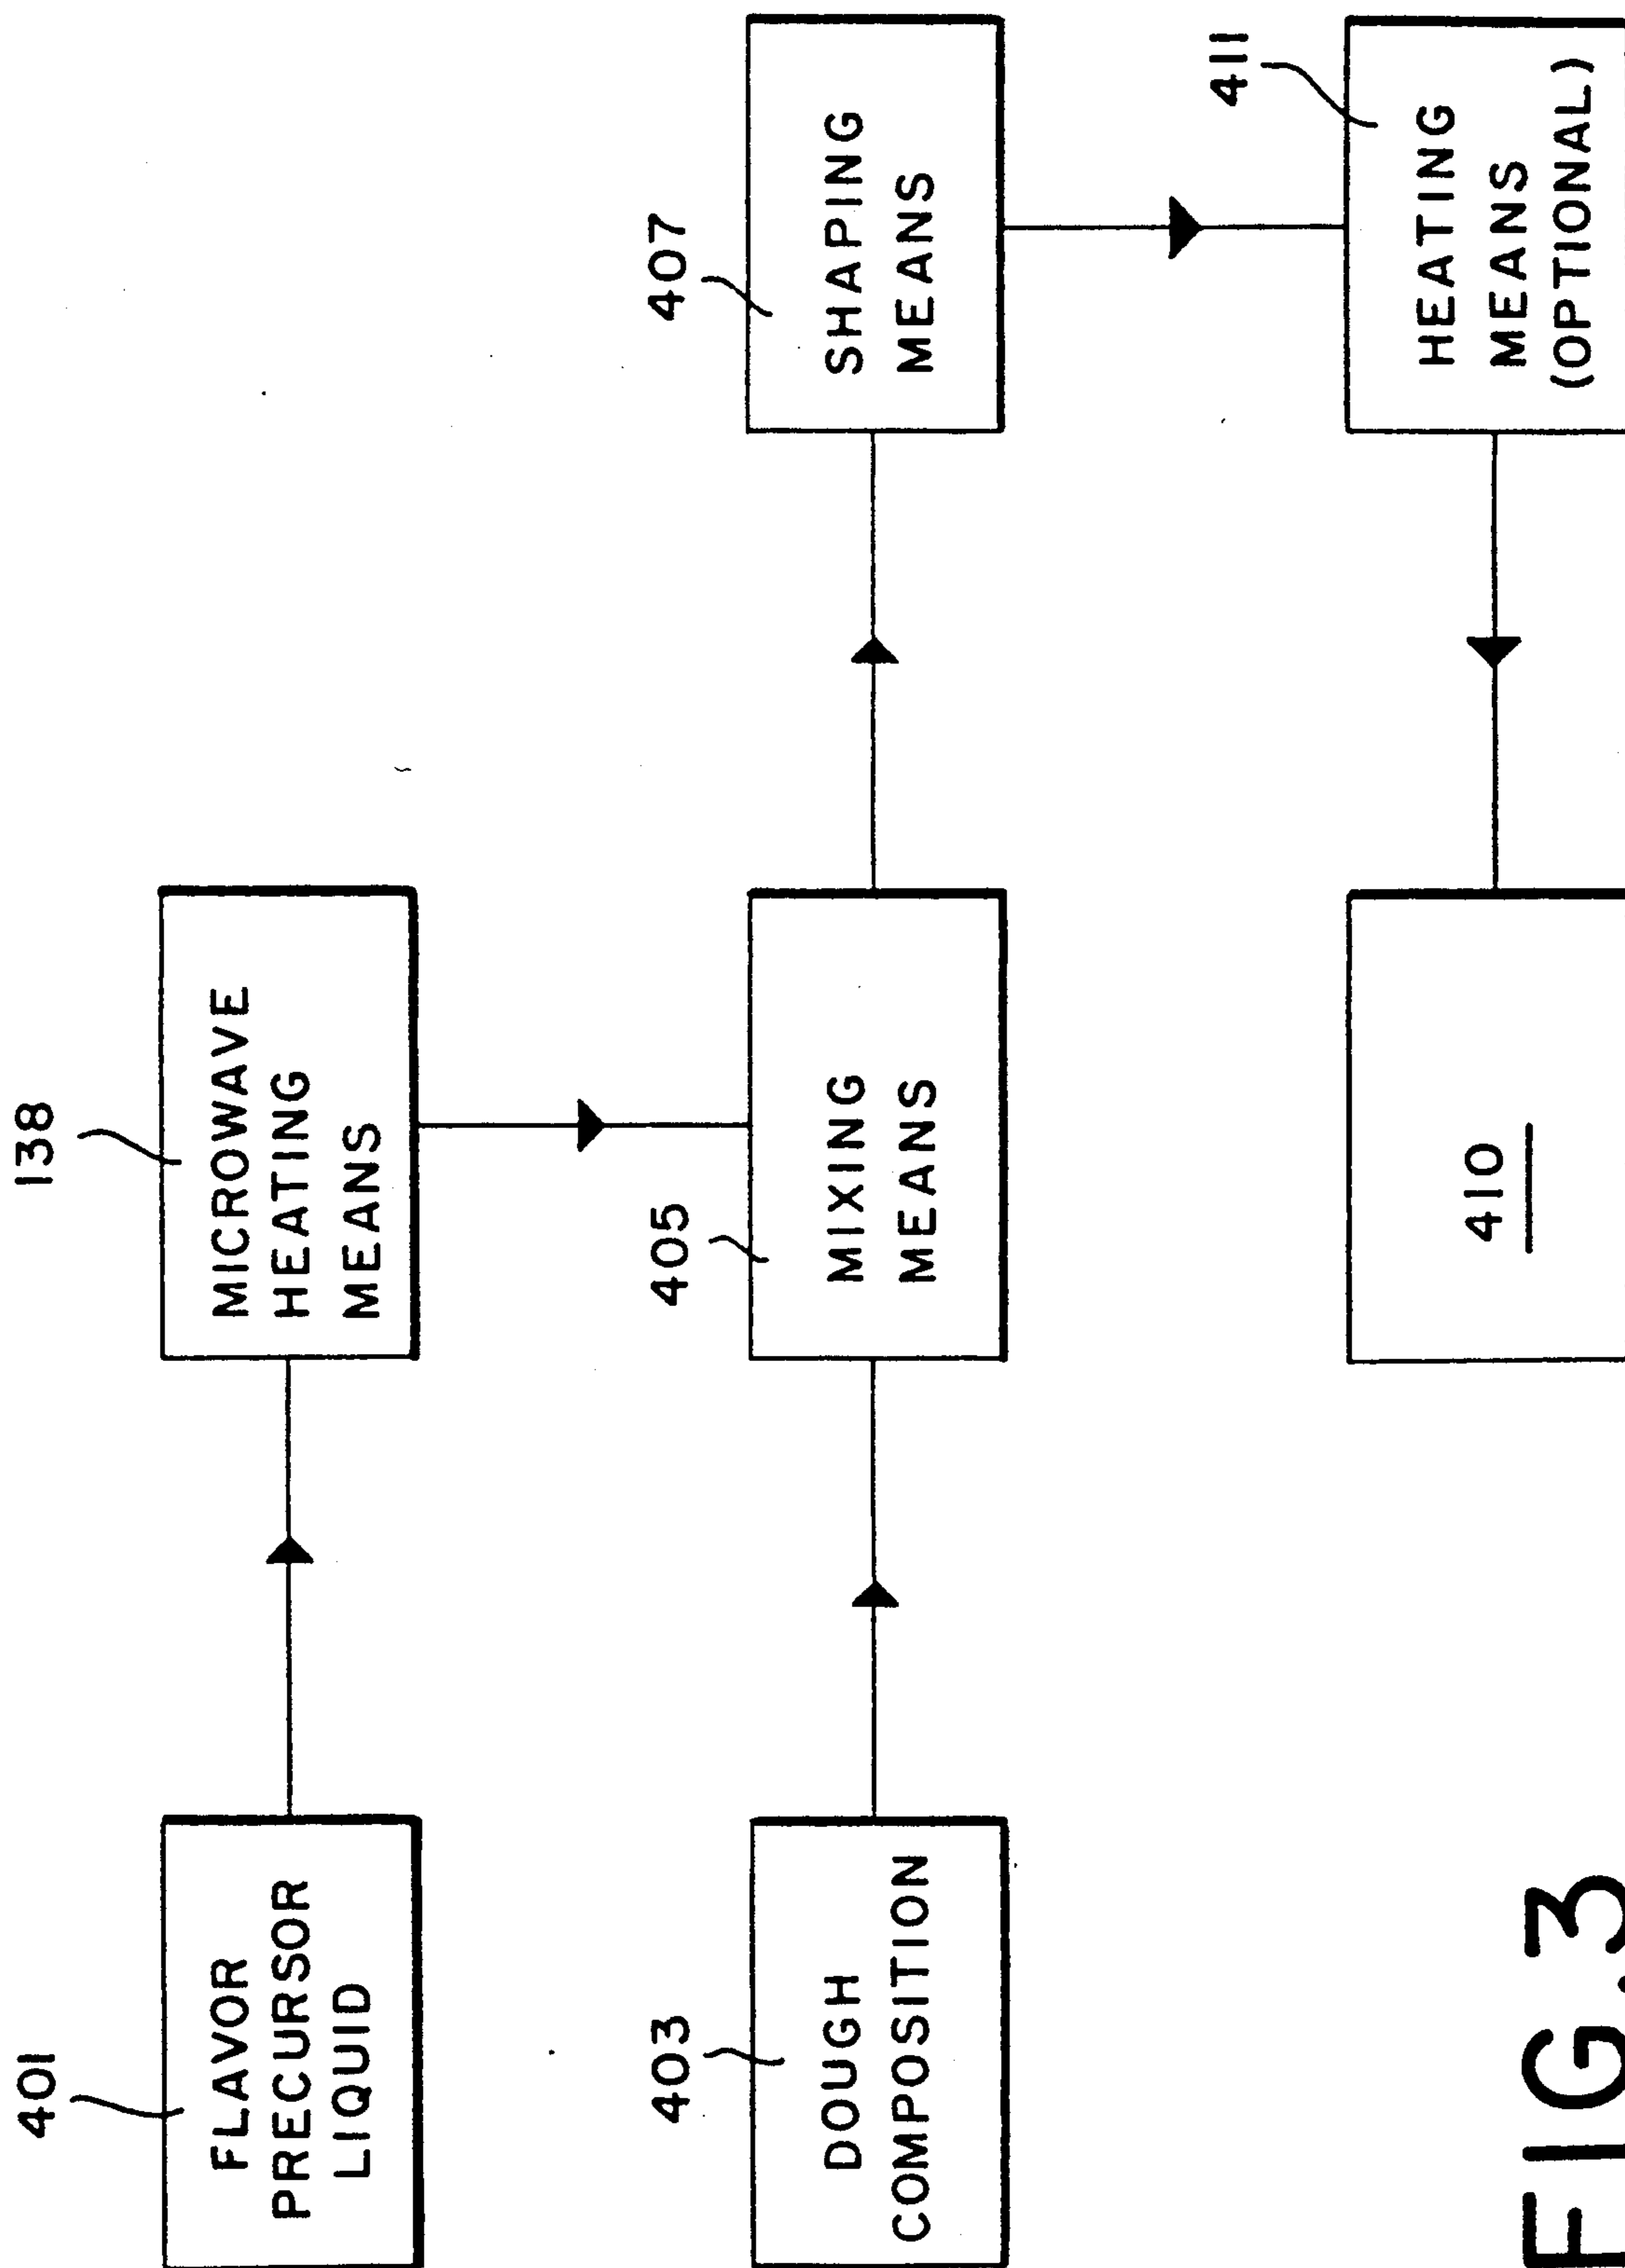 401
FLAVOR
PRECURSOR
LIQUID
138
MICROWAVE
HEATING
MEANS
403
DOUGH
COMPOSITION
405
MIXING
MEANS
407
SHAPING
MEANS
410
411
HEATING
MEANS
(OPTIONAL)
FIG.3